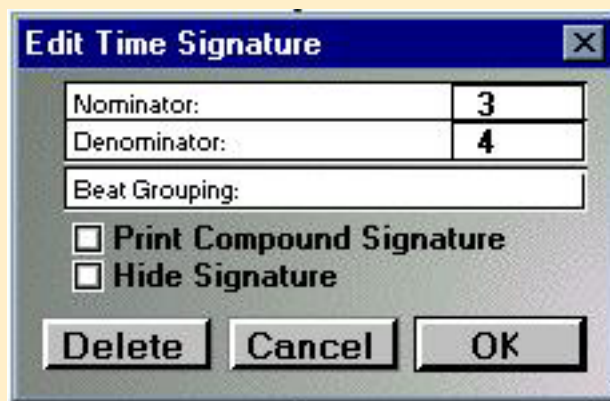 Edit Time Signature
Nominator: 3
Denominator: 4
Beat Grouping:
Print Compound Signature
Hide Signature
Delete Cancel OK